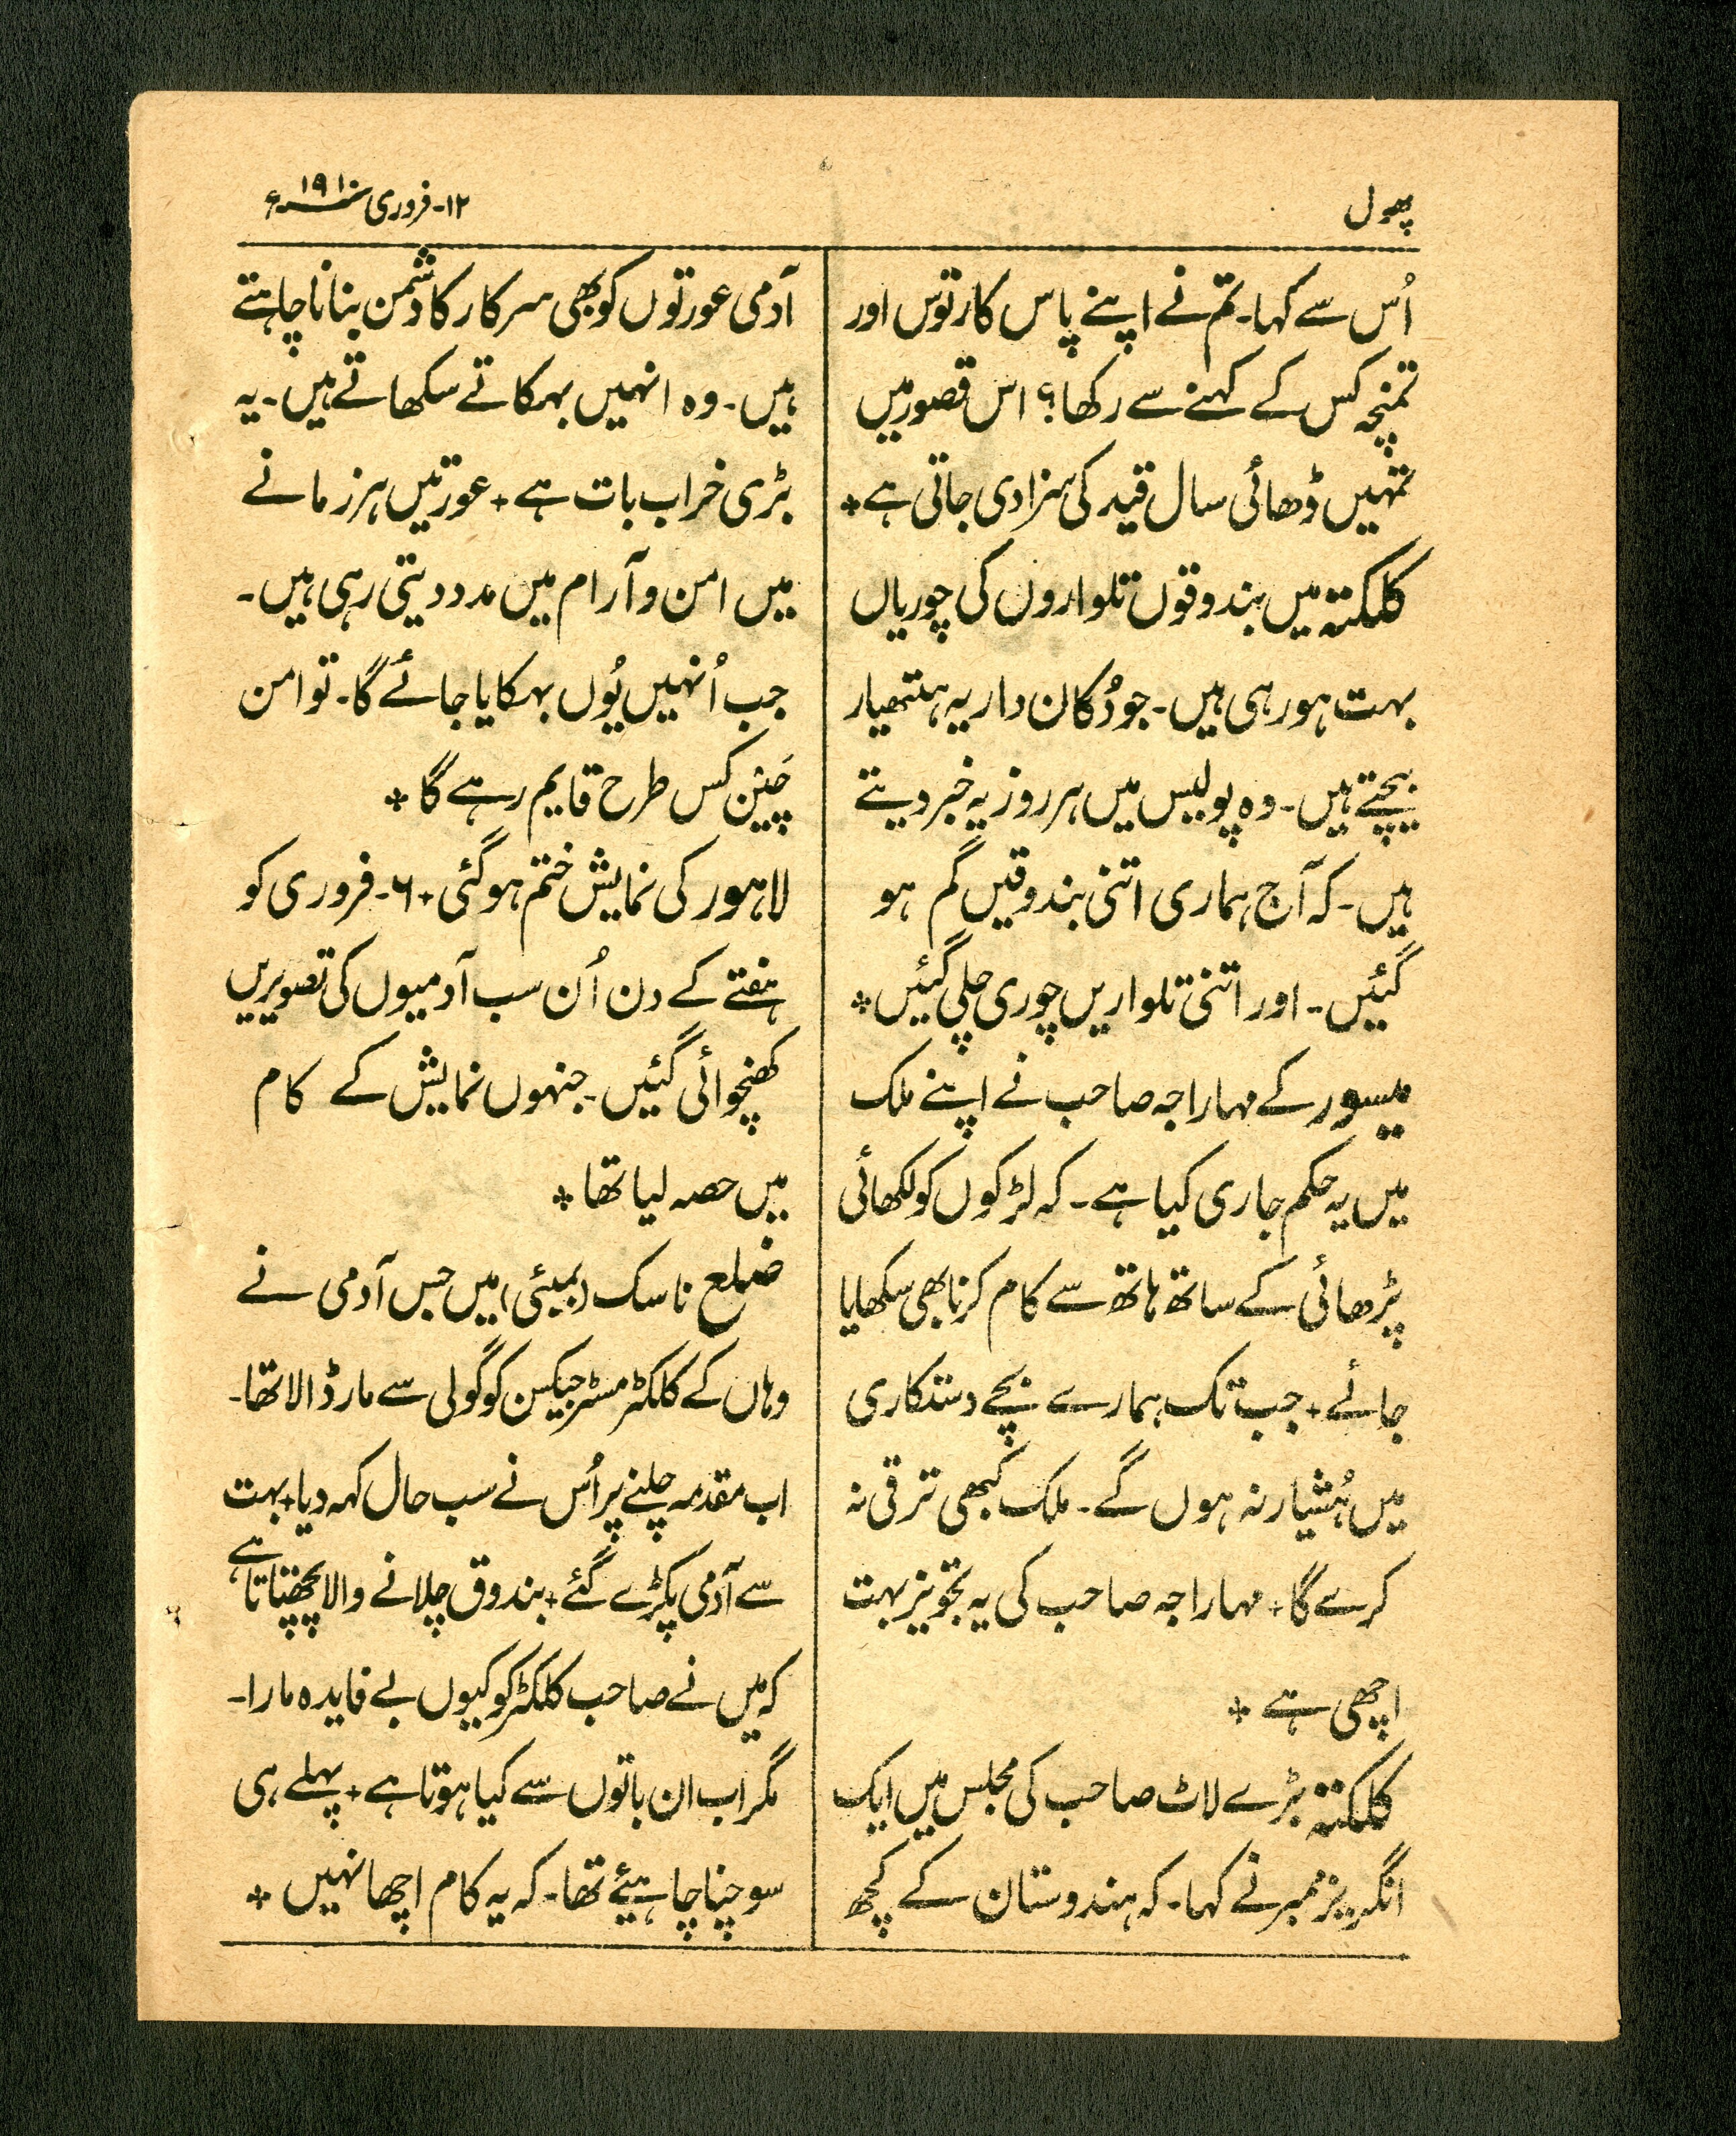 پھول
۱۲۔ فروری سنہ ۱۹۱۰ء
اُس سے کہا۔ تم نے اپنے پاس کارتوس اور
تمنچہ کس کے کہنے سے رکھا؟ اس قصور میں
تمہیں ڈھائی سال قید کی سزا دی جاتی ہے +
کلکتہ میں بندوقوں تلواروں کی چوریاں
بہت ہو رہی ہیں۔ جو دُکان دار یہ ہتھیار
بیچتے ہیں۔ وہ پولیس میں ہر روز یہ خبر دیتے
ہیں۔ کہ آج ہماری اتنی بندوقیں گم ہو
گئیں۔ اور اتنی تلواریں چوری چلی گئیں +
میسور کے مہاراجہ صاحب نے اپنے ملک
میں یہ حکم جاری کیا ہے۔ کہ لڑکوں کو لکھائی
پڑھائی کے ساتھ ہاتھ سے کام کرنا بھی سکھایا
جائے + جب تک ہمارے بچے دستکاری
میں ہُشیار نہ ہوں گے۔ ملک کبھی ترقی نہ
کرے گا + مہاراجہ صاحب کی یہ تجویز بہت
اچھی ہے +
کلکتہ بڑے لاٹ صاحب کی مجلس میں ایک
انگریز ممبر نے کہا۔ کہ ہندوستان کے کچھ
آدمی عورتوں کو بھی سرکار کا دشمن بنانا چاہتے
ہیں۔ وہ انہیں بہکاتے سکھاتے ہیں۔ یہ
بڑی خراب بات ہے + عورتیں ہر زمانے
میں امن و آرام میں مدد دیتی رہی ہیں۔
جب اُنہیں یُوں بہکایا جائے گا۔ تو امن
چَین کس طرح قایم رہے گا +
لاہور کی نمایش ختم ہو گئی + ۶۔ فروری کو
ہفتے کے دن اُن سب آدمیوں کی تصویریں
کھنچوائی گئیں۔ جنہوں نمایش کے کام
میں حصہ لیا تھا +
ضلع ناسک (بمبئی) میں جس آدمی نے
وہاں کے کلکٹر مسٹر جیکسن کو گولی سے مار ڈالا تھا۔
اب مقدمہ چلنے پر اُس نے سب حال کہہ دیا + بہت
سے آدمی پکڑے گئے + بندوق چلانے والا پچھتاتا ہے
کہ میں نے صاحب کلکٹر کو کیوں بے فایدہ مارا۔
مگر اب ان باتوں سے کیا ہوتا ہے + پہلے ہی
سوچنا چاہیئے تھا۔ کہ یہ کام اچھا نہیں +